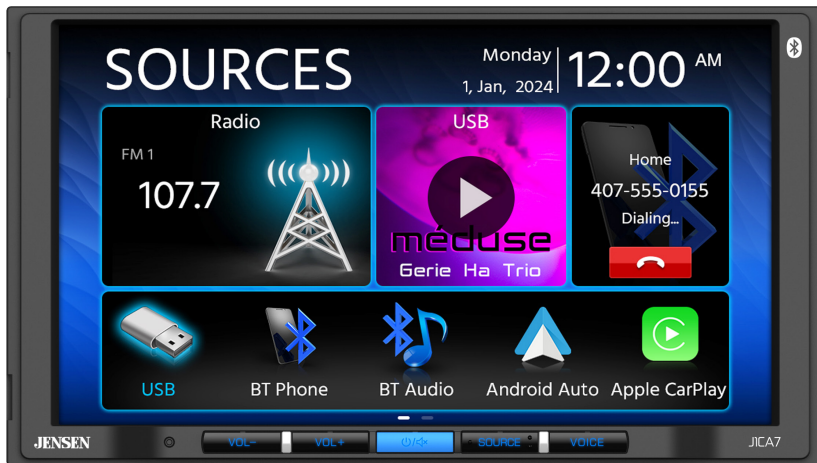 SOURCES
Monday
1, Jan, 2024
12:00 AM
Radio
FM 1
107.7
USB
méduse
Gerie Ha Trio
Home
407-555-0155
Dialing...
USB
BT Phone
BT Audio
Android Auto
Apple CarPlay
JENSEN
VOL-
VOL+
SOURCE
VOICE
J1CA7